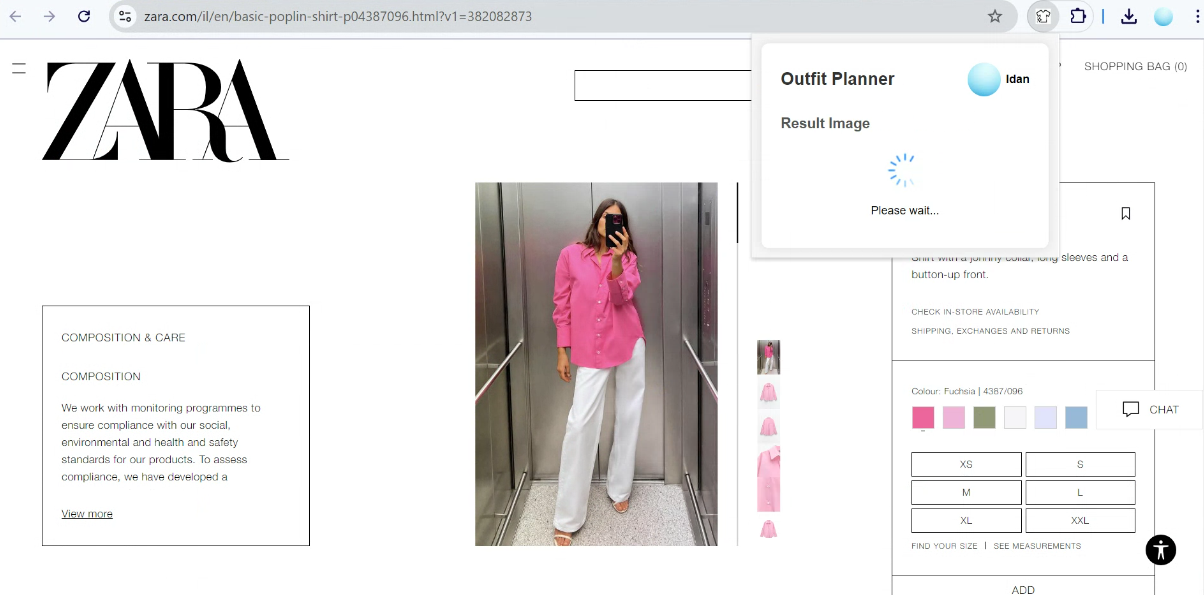 zara.com/il/en/basic-poplin-shirt-p04387096.html?v1=382082873
ZARA
SHOPPING BAG (0)
Outfit Planner
Idan
Result Image
Please wait...
Shirt with a johnny collar, long sleeves and a
button-up front.
CHECK IN-STORE AVAILABILITY
SHIPPING, EXCHANGES AND RETURNS
COMPOSITION & CARE
COMPOSITION
We work with monitoring programmes to
ensure compliance with our social,
environmental and health and safety
standards for our products. To assess
compliance, we have developed a
View more
Colour: Fuchsia | 4387/096
CHAT
XS
S
M
L
XL
XXL
FIND YOUR SIZE | SEE MEASUREMENTS
ADD